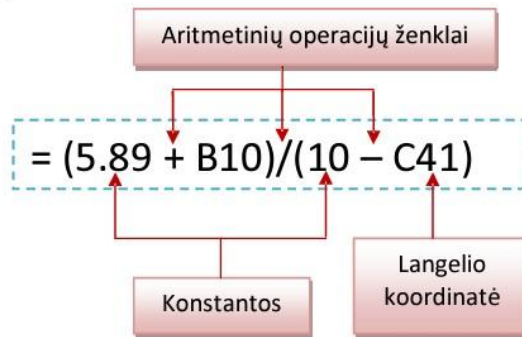 Aritmetinių operacijų ženklai
= (5.89 + B10)/(10 – C41)
Konstantos
Langelio
koordinatė